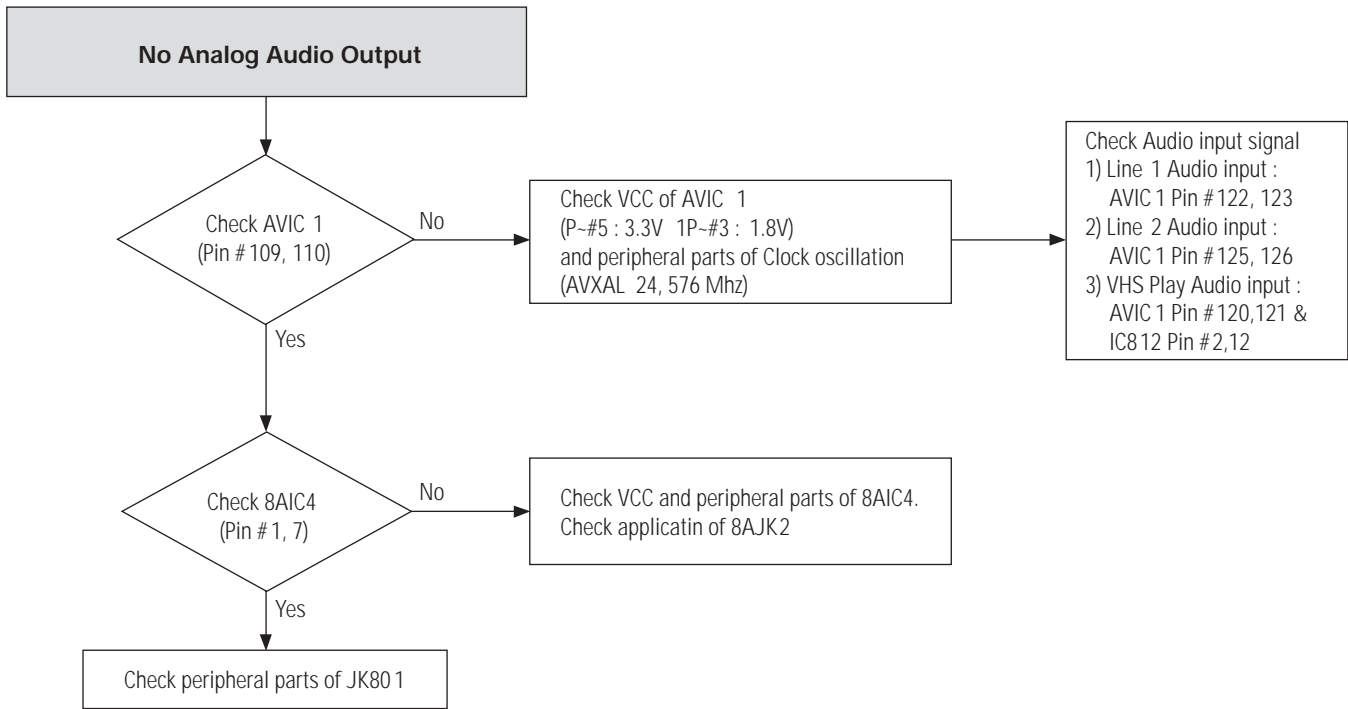 No Analog Audio Output
Check AVIC 1
(Pin #109, 110)
No
Check VCC of AVIC 1
(P~#5 : 3.3V 1P~#3 : 1.8V)
and peripheral parts of Clock oscillation
(AVXAL 24, 576 Mhz)
Check Audio input signal
1) Line 1 Audio input :
AVIC 1 Pin #122, 123
2) Line 2 Audio input :
AVIC 1 Pin #125, 126
3) VHS Play Audio input :
AVIC 1 Pin #120,121 &
IC812 Pin #2,12
Yes
Check 8AIC4
(Pin #1, 7)
No
Check VCC and peripheral parts of 8AIC4.
Check applicatin of 8AJK2
Yes
Check peripheral parts of JK801